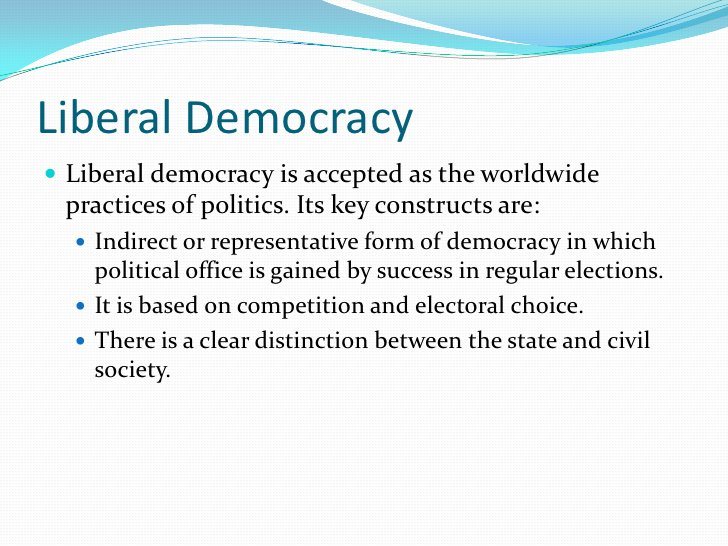 Liberal Democracy
Liberal democracy is accepted as the worldwide
practices of politics. Its key constructs are:
Indirect or representative form of democracy in which
political office is gained by success in regular elections.
It is based on competition and electoral choice.
There is a clear distinction between the state and civil
society.